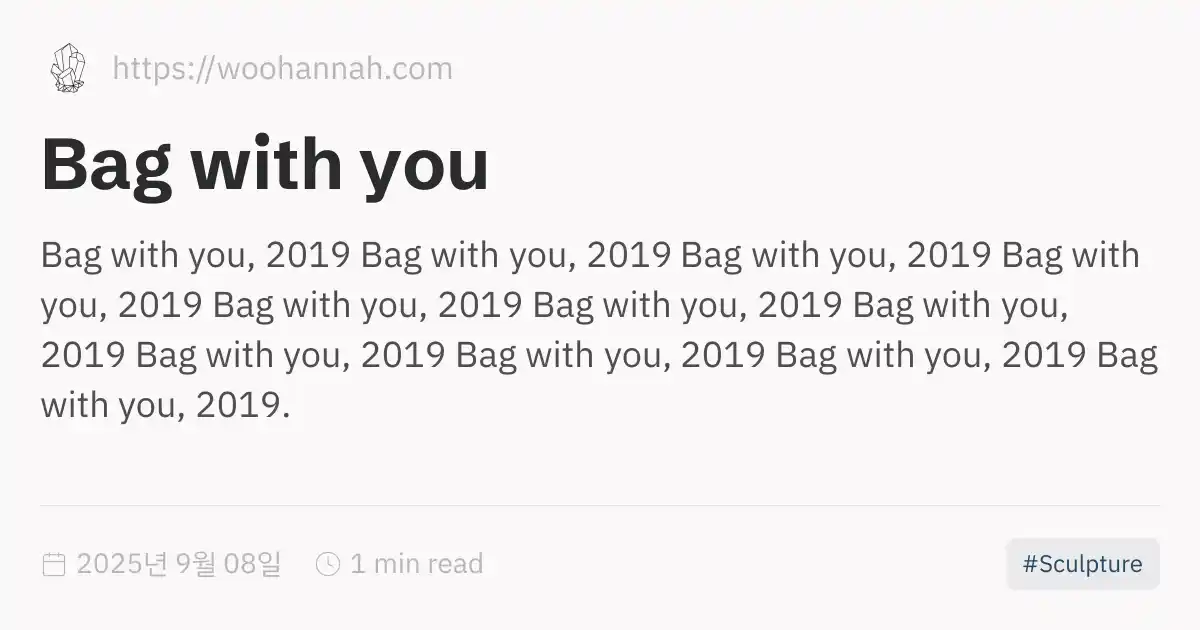 https://woohannah.com
Bag with you
Bag with you, 2019 Bag with you, 2019 Bag with you, 2019 Bag with
you, 2019 Bag with you, 2019 Bag with you, 2019 Bag with you,
2019 Bag with you, 2019 Bag with you, 2019 Bag with you, 2019 Bag
with you, 2019.
2025년 9월 08일 1 min read
#Sculpture